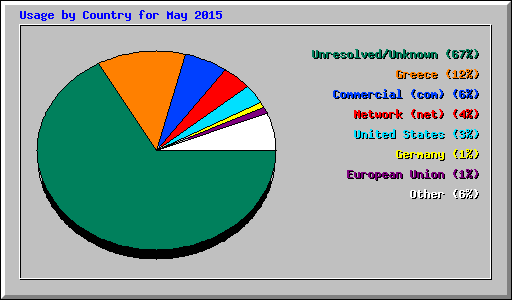 Usage by Country for May 2015
Unresolved/Unknown (67%)
Greece (12%)
Commercial (com) (6%)
Network (net) (4%)
United States (3%)
Germany (1%)
European Union (1%)
Other (6%)